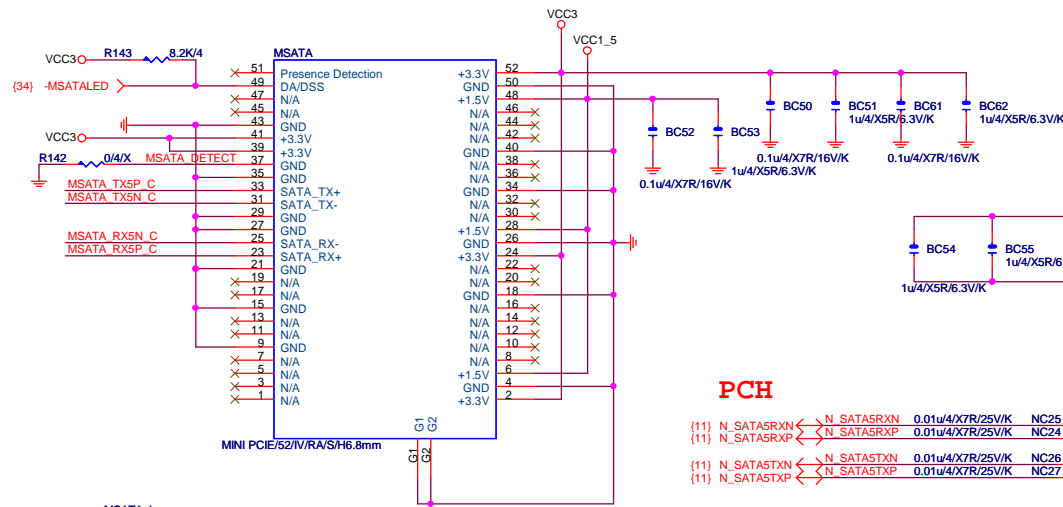 VCC3
VCC1_5
VCC3 R143 8.2K/4
{34} -MSATALED
MSATA
51 Presence Detection +3.3V 52
49 DA/DSS GND 50
47 N/A +1.5V 48
45 N/A N/A 46
43 GND N/A 44
VCC3 41 +3.3V N/A 42
39 +3.3V GND 40
R142 0/4/X MSATA_DETECT 37 GND N/A 38
35 GND N/A 36
MSATA_TX5P_C 33 SATA_TX+ GND 34
MSATA_TX5N_C 31 SATA_TX- N/A 32
29 GND N/A 30
27 GND +1.5V 28
MSATA_RX5N_C 25 SATA_RX- GND 26
MSATA_RX5P_C 23 SATA_RX+ +3.3V 24
21 GND N/A 22
19 N/A N/A 20
17 N/A GND 18
15 GND N/A 16
13 N/A N/A 14
11 N/A N/A 12
9 GND N/A 10
7 N/A N/A 8
5 N/A +1.5V 6
3 N/A GND 4
1 N/A +3.3V 2
G1 G2
G1 G2
MINI PCIE/52/IV/RA/S/H6.8mm
BC50 BC51 BC61 BC62
1u/4/X5R/6.3V/K 1u/4/X5R/6.3V/K
0.1u/4/X7R/16V/K 0.1u/4/X7R/16V/K
BC52 BC53
1u/4/X5R/6.3V/K
0.1u/4/X7R/16V/K
BC54 BC55
1u/4/X5R/6
1u/4/X5R/6.3V/K
PCH
{11} N_SATA5RXN N_SATA5RXN 0.01u/4/X7R/25V/K NC25
{11} N_SATA5RXP N_SATA5RXP 0.01u/4/X7R/25V/K NC24
{11} N_SATA5TXN N_SATA5TXN 0.01u/4/X7R/25V/K NC26
{11} N_SATA5TXP N_SATA5TXP 0.01u/4/X7R/25V/K NC27